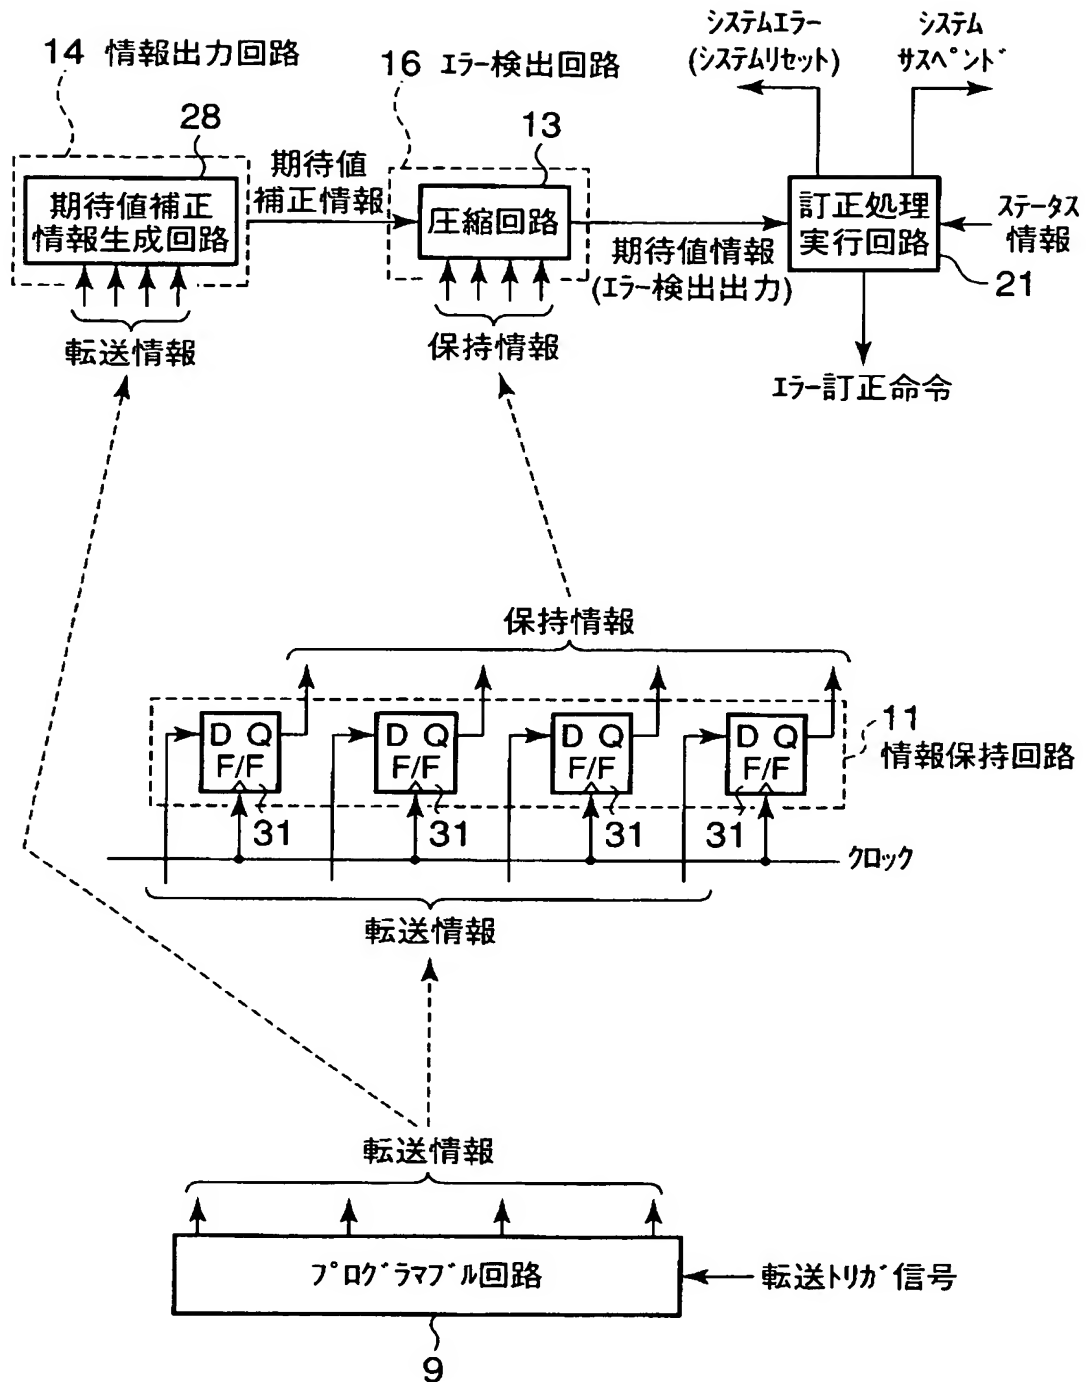 システムエラー
(システムリセット)
システム
サスペンド
14 情報出力回路
16 エラー検出回路
28
13
期待値補正
情報生成回路
期待値
補正情報
圧縮回路
期待値情報
(エラー検出出力)
訂正処理
実行回路
ステータス
情報
21
転送情報
保持情報
エラー訂正命令
保持情報
D Q
F/F
D Q
F/F
D Q
F/F
D Q
F/F
11
情報保持回路
31
31
31
31
クロック
転送情報
転送情報
プログラマブル回路
転送トリガ信号
9